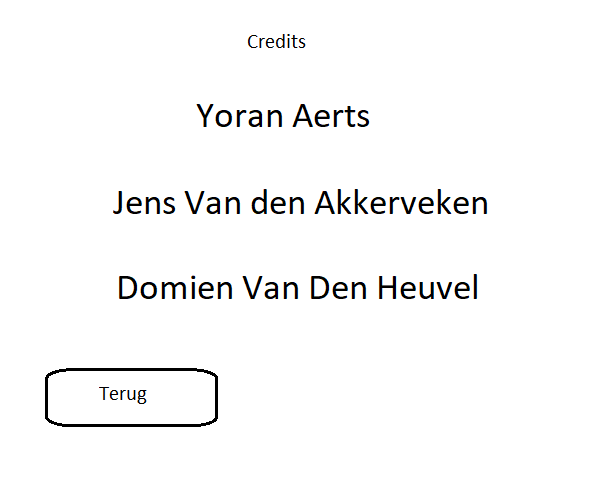 Credits
Yoran Aerts
Jens Van den Akkerveken
Domien Van Den Heuvel
Terug